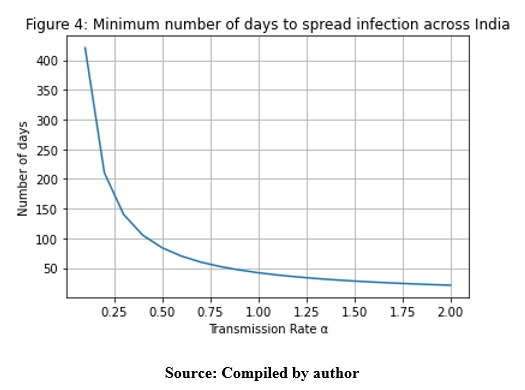 Figure 4: Minimum number of days to spread infection across India
400
350
300
250
200
150
100
50
Number of days
0.25 0.50 0.75 1.00 1.25 1.50 1.75 2.00
Transmission Rate α
Source: Compiled by author